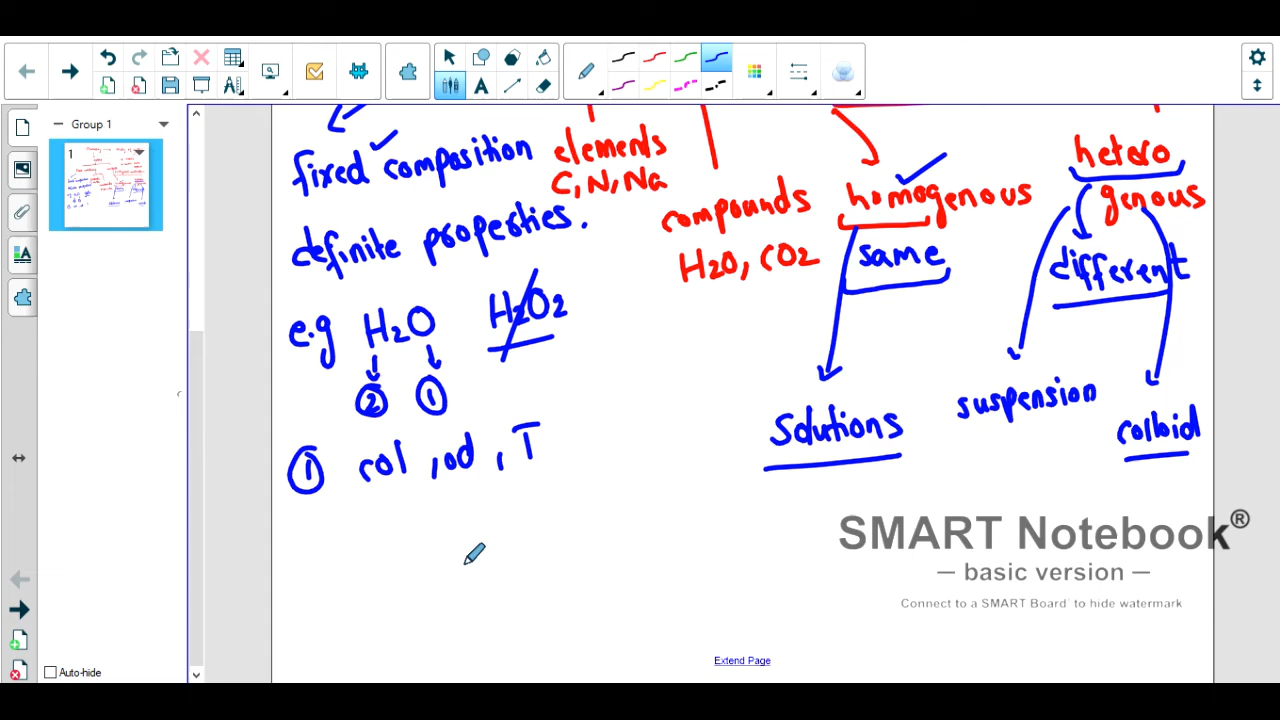 Group 1
1
fixed composition
definite properties.
e.g H2O H2O2
2 1
1 col , od , T
elements
C, N, Na
compounds
H2O, CO2
homogenous
same
Solutions
hetero
genous
different
suspension
colloid
SMART Notebook®
— basic version —
Connect to a SMART Board™ to hide watermark
Extend Page
Auto-hide